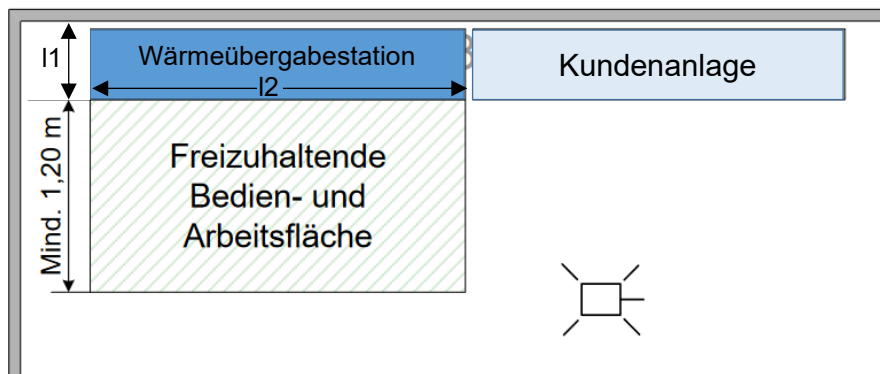 l1
Wärmeübergabestation
l2
Kundenanlage
Mind. 1,20 m
Freizuhaltende
Bedien- und
Arbeitsfläche